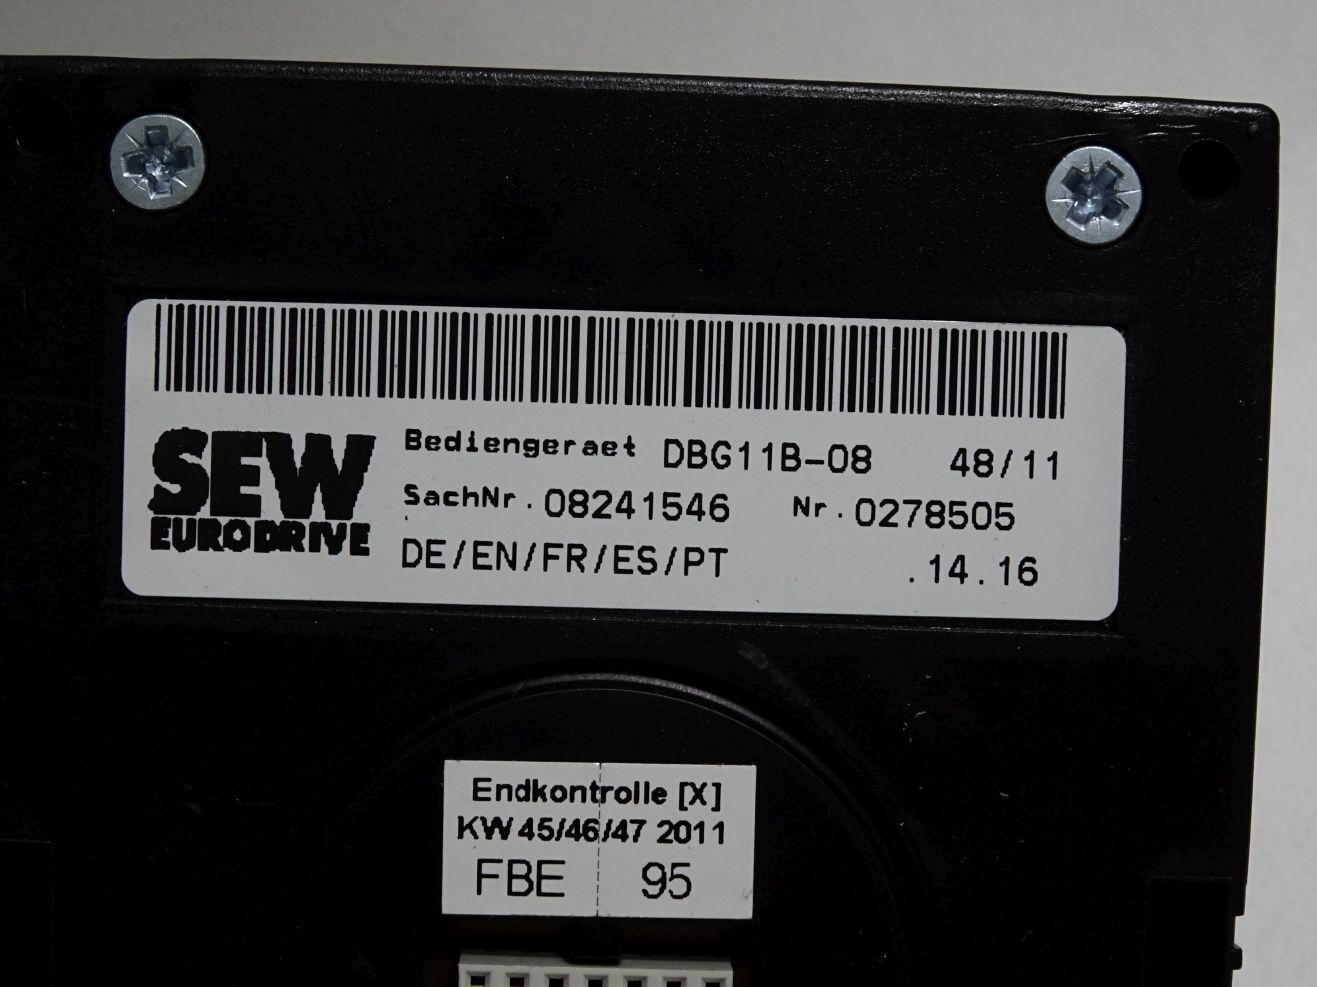 SEW
EURODRIVE
Bediengeraet DBG11B-08 48/11
SachNr. 08241546 Nr. 0278505
DE/EN/FR/ES/PT .14.16
Endkontrolle [X]
KW 45/46/47 2011
FBE 95